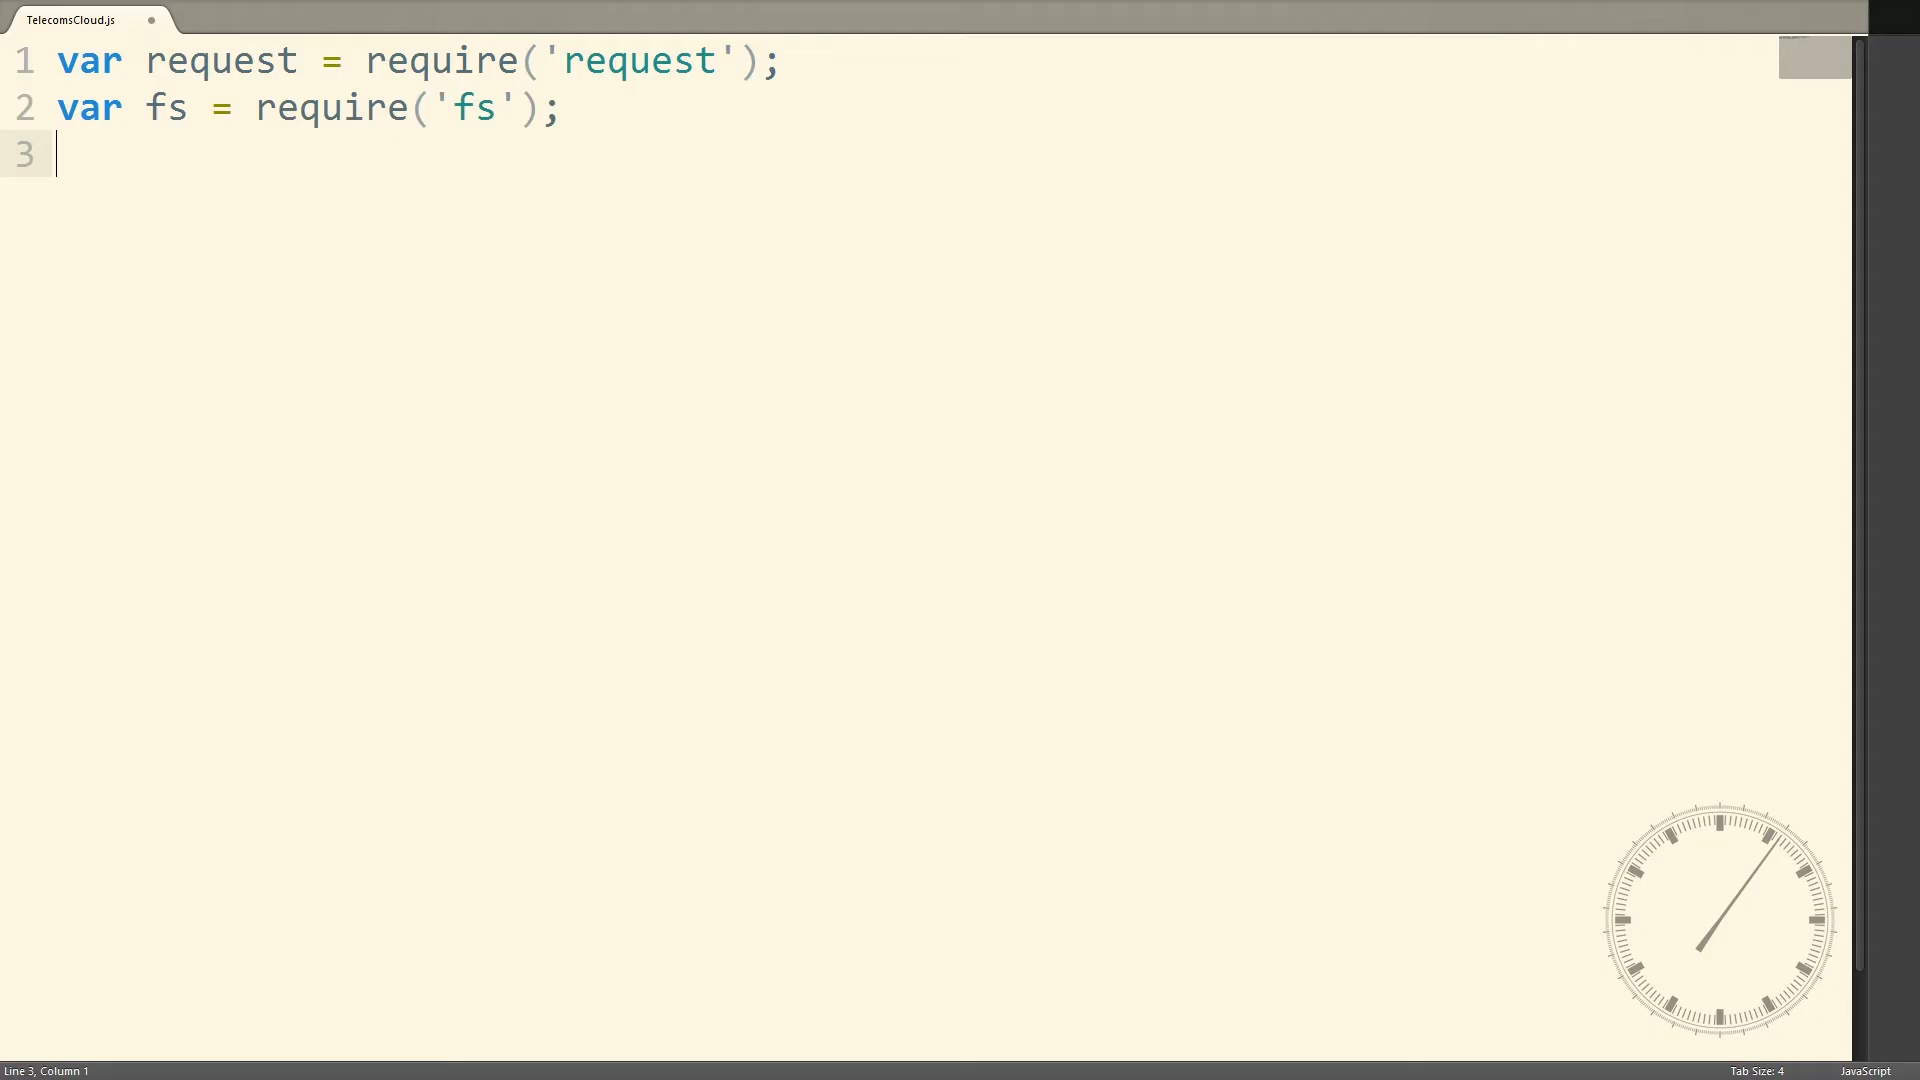 TelecomsCloud.js
1 var request = require('request');
2 var fs = require('fs');
3
Line 3, Column 1
Tab Size: 4
JavaScript